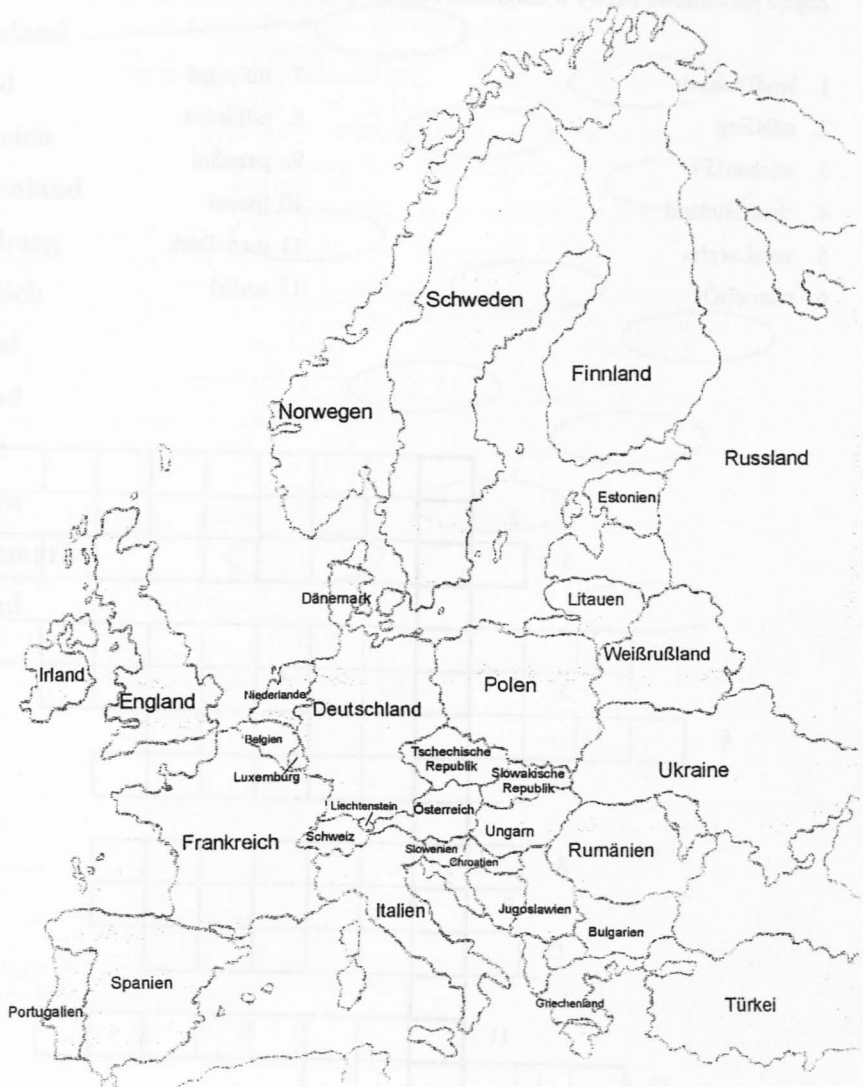 Schweden
Finnland
Norwegen
Russland
Estonien
Dänemark
Litauen
Weißrußland
Irland
England
Niederlande
Deutschland
Polen
Belgien
Tschechische
Republik
Luxemburg
Slowakische
Republik
Ukraine
Liechtenstein
Österreich
Frankreich
Schweiz
Ungarn
Rumänien
Slowenien
Chroatien
Italien
Jugoslawien
Bulgarien
Spanien
Griechenland
Portugalien
Türkei